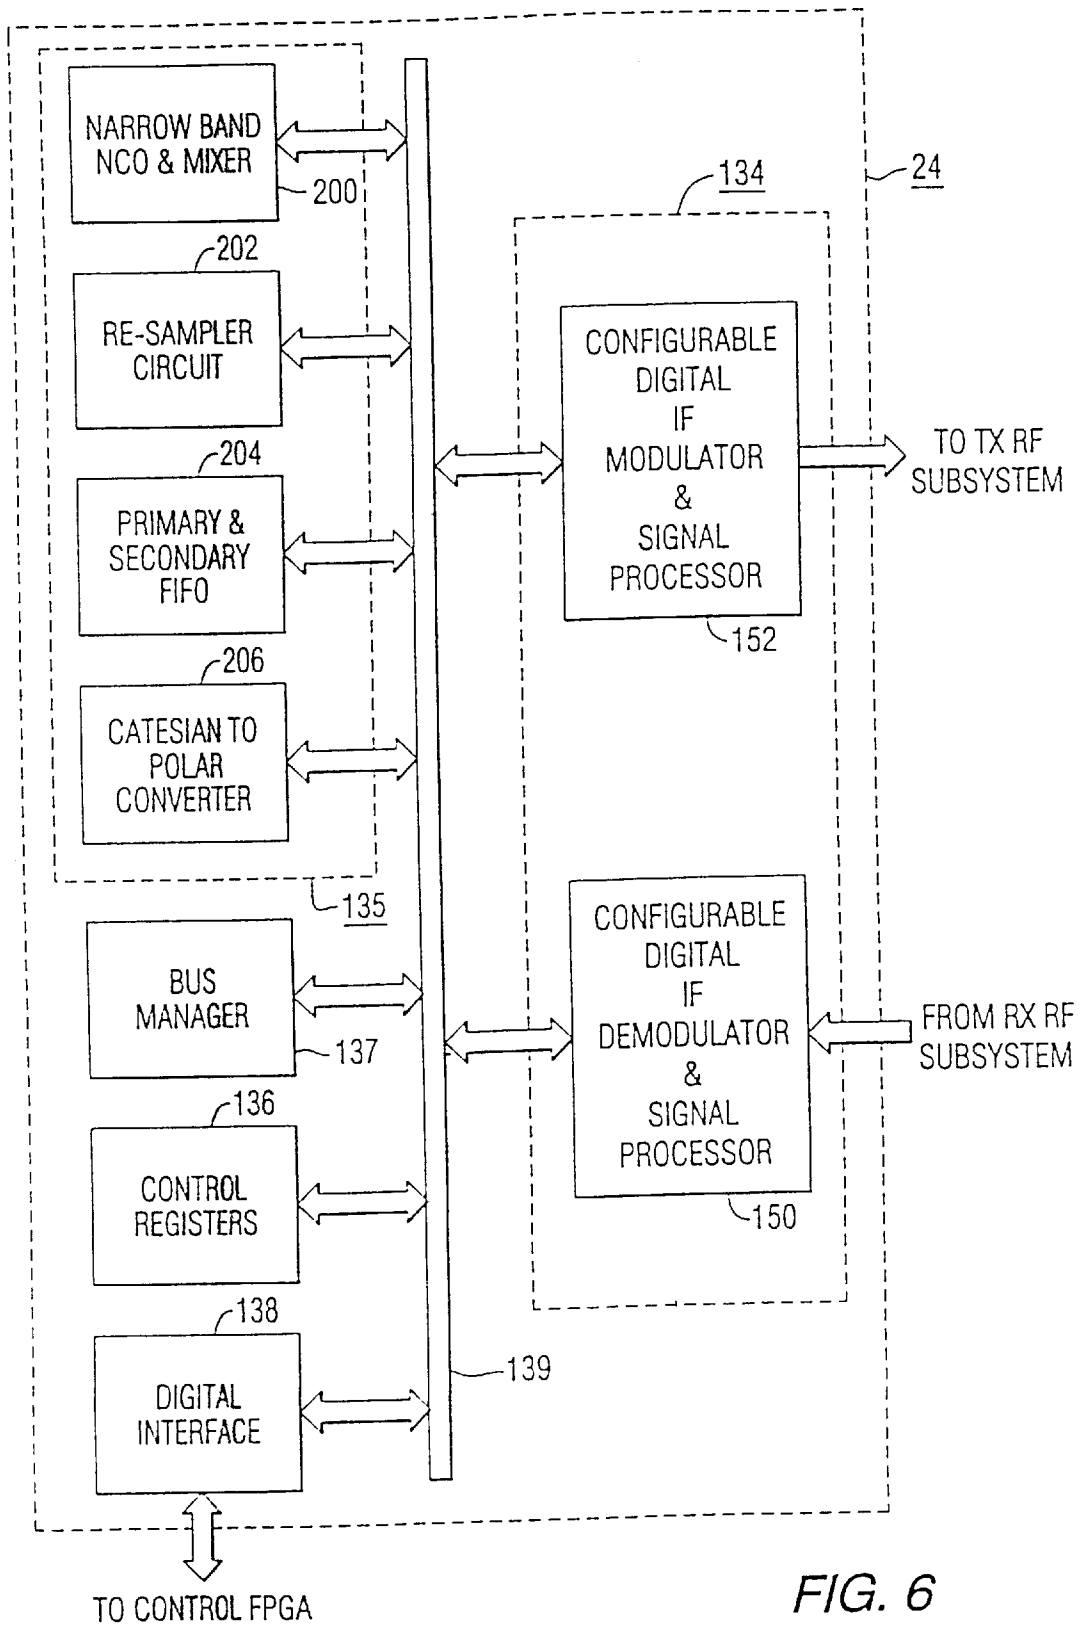 NARROW BAND
NCO & MIXER
200
202
RE-SAMPLER
CIRCUIT
204
PRIMARY &
SECONDARY
FIFO
206
CATESIAN TO
POLAR
CONVERTER
135
BUS
MANAGER
137
136
CONTROL
REGISTERS
138
DIGITAL
INTERFACE
TO CONTROL FPGA
139
134
24
CONFIGURABLE
DIGITAL
IF
MODULATOR
&
SIGNAL
PROCESSOR
152
TO TX RF
SUBSYSTEM
CONFIGURABLE
DIGITAL
IF
DEMODULATOR
&
SIGNAL
PROCESSOR
150
FROM RX RF
SUBSYSTEM
FIG. 6